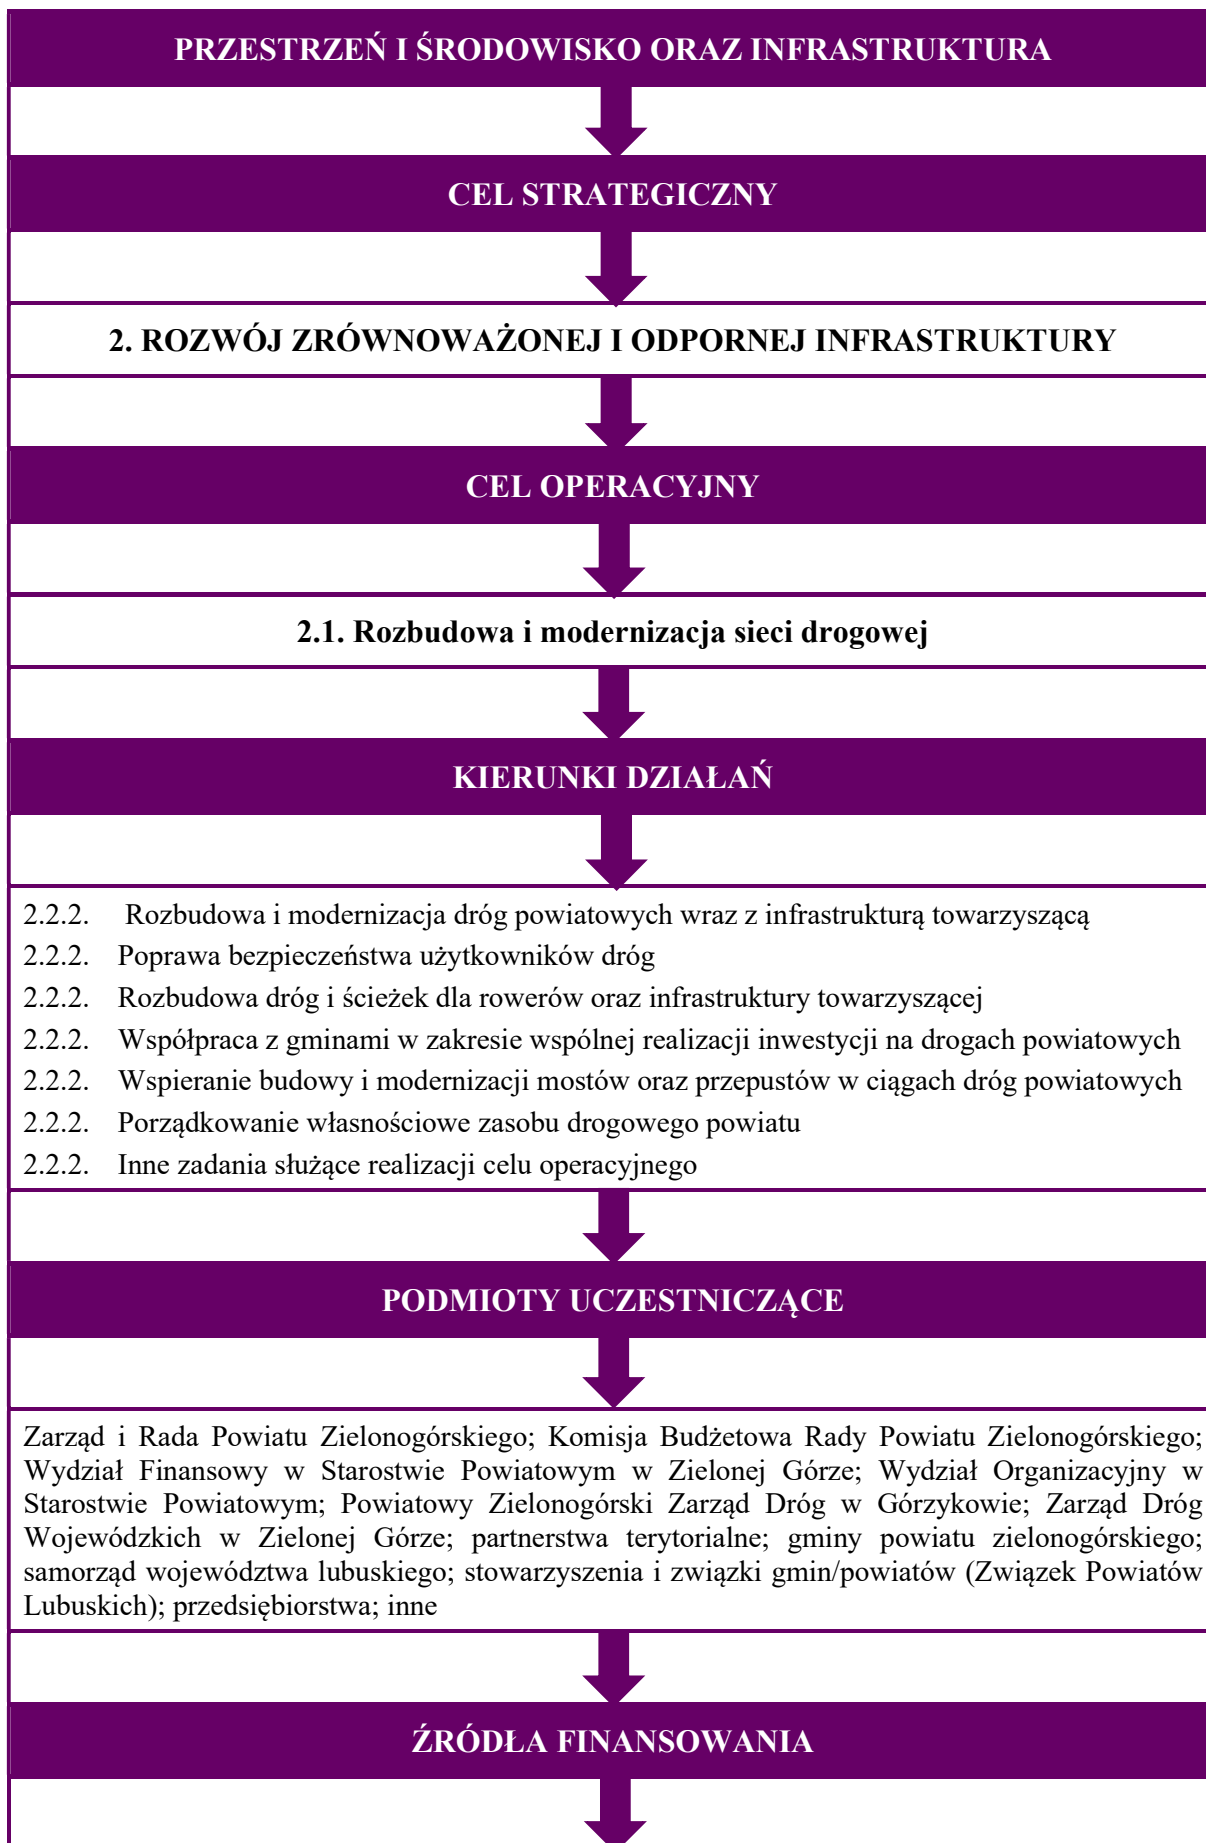 PRZESTRZEŃ I ŚRODOWISKO ORAZ INFRASTRUKTURA
CEL STRATEGICZNY
2. ROZWÓJ ZRÓWNOWAŻONEJ I ODPORNEJ INFRASTRUKTURY
CEL OPERACYJNY
2.1. Rozbudowa i modernizacja sieci drogowej
KIERUNKI DZIAŁAŃ
2.2.2. Rozbudowa i modernizacja dróg powiatowych wraz z infrastrukturą towarzyszącą
2.2.2. Poprawa bezpieczeństwa użytkowników dróg
2.2.2. Rozbudowa dróg i ścieżek dla rowerów oraz infrastruktury towarzyszącej
2.2.2. Współpraca z gminami w zakresie wspólnej realizacji inwestycji na drogach powiatowych
2.2.2. Wspieranie budowy i modernizacji mostów oraz przepustów w ciągach dróg powiatowych
2.2.2. Porządkowanie własnościowe zasobu drogowego powiatu
2.2.2. Inne zadania służące realizacji celu operacyjnego
PODMIOTY UCZESTNICZĄCE
Zarząd i Rada Powiatu Zielonogórskiego; Komisja Budżetowa Rady Powiatu Zielonogórskiego;
Wydział Finansowy w Starostwie Powiatowym w Zielonej Górze; Wydział Organizacyjny w
Starostwie Powiatowym; Powiatowy Zielonogórski Zarząd Dróg w Górzykowie; Zarząd Dróg
Wojewódzkich w Zielonej Górze; partnerstwa terytorialne; gminy powiatu zielonogórskiego;
samorząd województwa lubuskiego; stowarzyszenia i związki gmin/powiatów (Związek Powiatów
Lubuskich); przedsiębiorstwa; inne
ŹRÓDŁA FINANSOWANIA